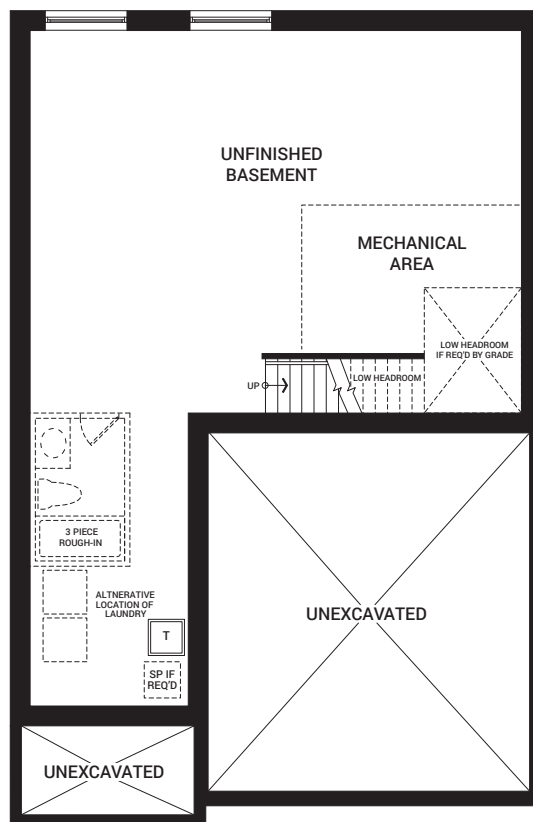 UNFINISHED
BASEMENT
MECHANICAL
AREA
LOW HEADROOM
IF REQ'D BY GRADE
LOW HEADROOM
UP
3 PIECE
ROUGH-IN
ALTNERATIVE
LOCATION OF
LAUNDRY
T
SP IF
REQ'D
UNEXCAVATED
UNEXCAVATED